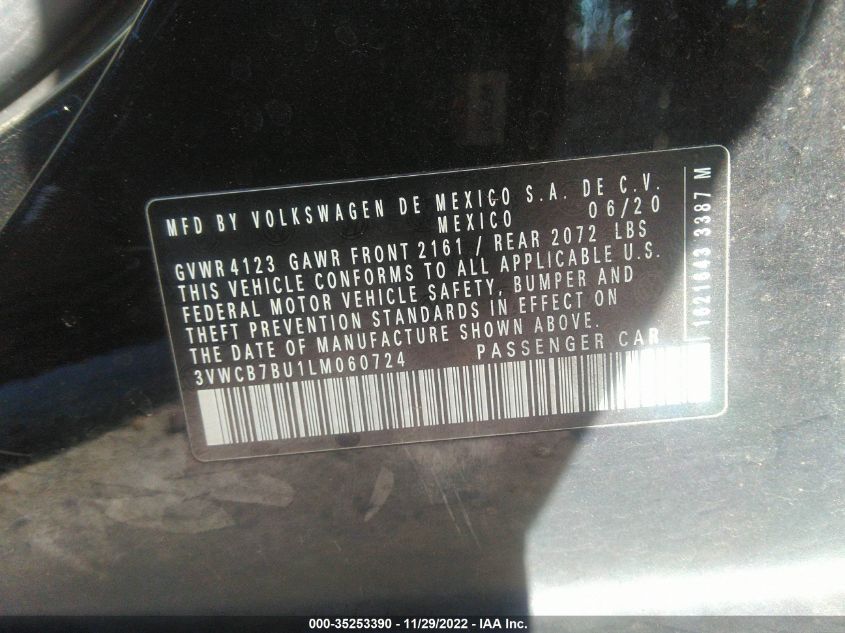 MFD BY VOLKSWAGEN DE MEXICO S.A. DE C.V.
MEXICO 06/20
GVWR 4123 GAWR FRONT 2161 / REAR 2072 LBS
THIS VEHICLE CONFORMS TO ALL APPLICABLE U.S.
FEDERAL MOTOR VEHICLE SAFETY, BUMPER AND
THEFT PREVENTION STANDARDS IN EFFECT ON
THE DATE OF MANUFACTURE SHOWN ABOVE.
3VWCB7BU1LM060724 PASSENGER CAR
3387 M
000-35253390 - 11/29/2022 - IAA Inc.